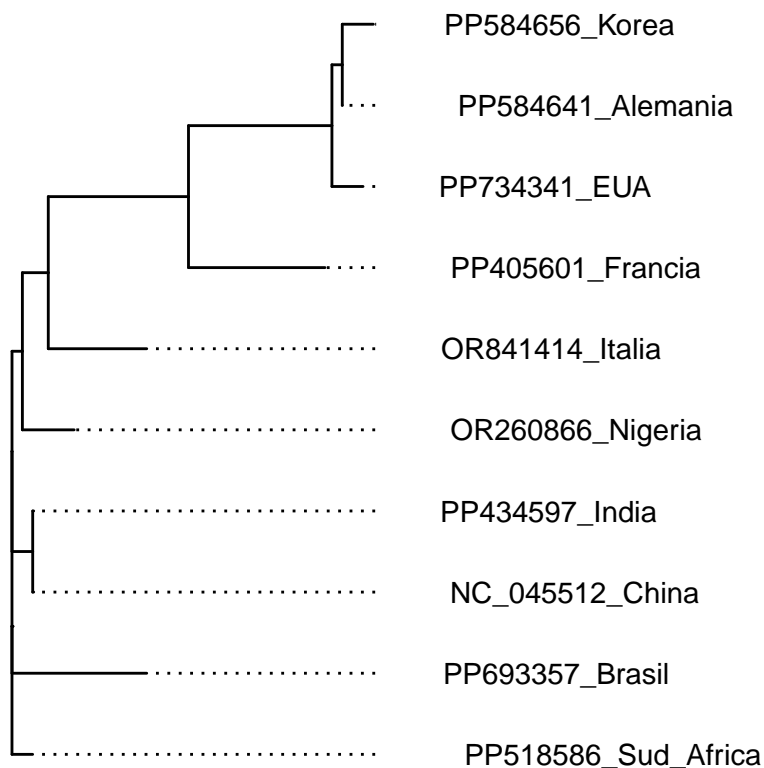 PP584656_Korea
PP584641_Alemania
PP734341_EUA
PP405601_Francia
OR841414_Italia
OR260866_Nigeria
PP434597_India
NC_045512_China
PP693357_Brasil
PP518586_Sud_Africa